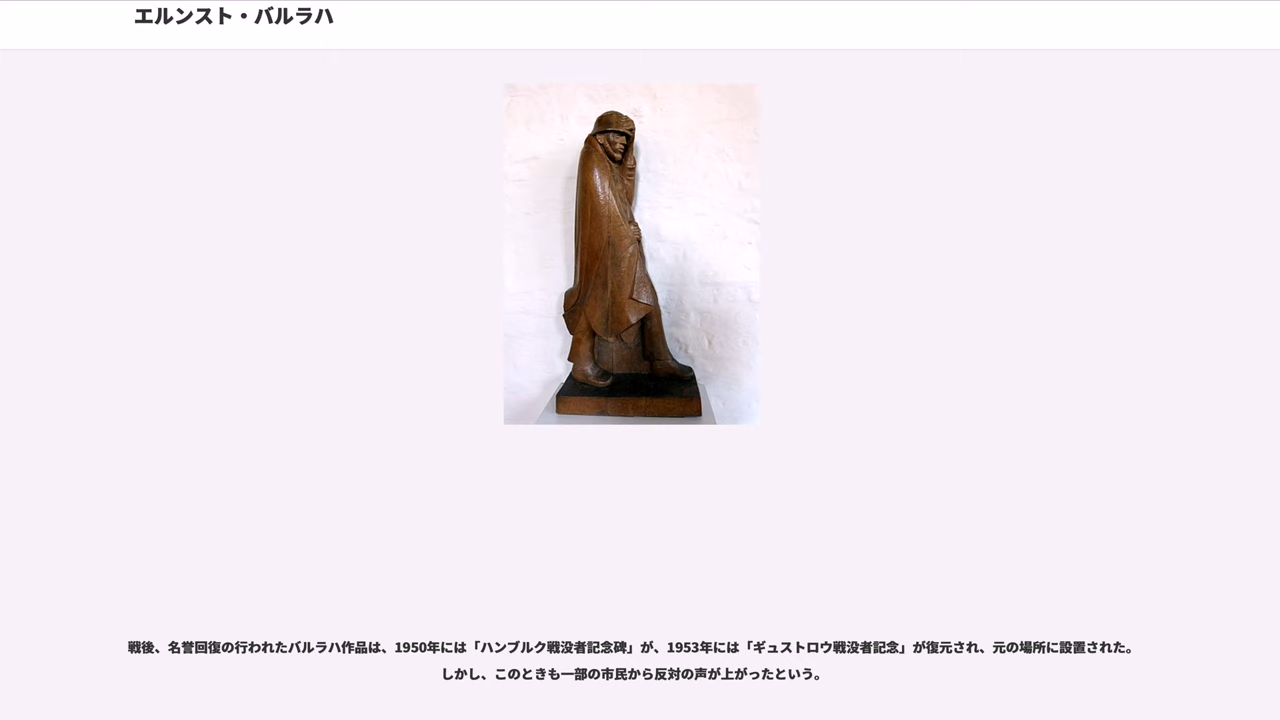 エルンスト・バルラハ
戦後、名誉回復の行われたバルラハ作品は、1950年には「ハンブルク戦没者記念碑」が、1953年には「ギュストロウ戦没者記念」が復元され、元の場所に設置された。
しかし、このときも一部の市民から反対の声が上がったという。